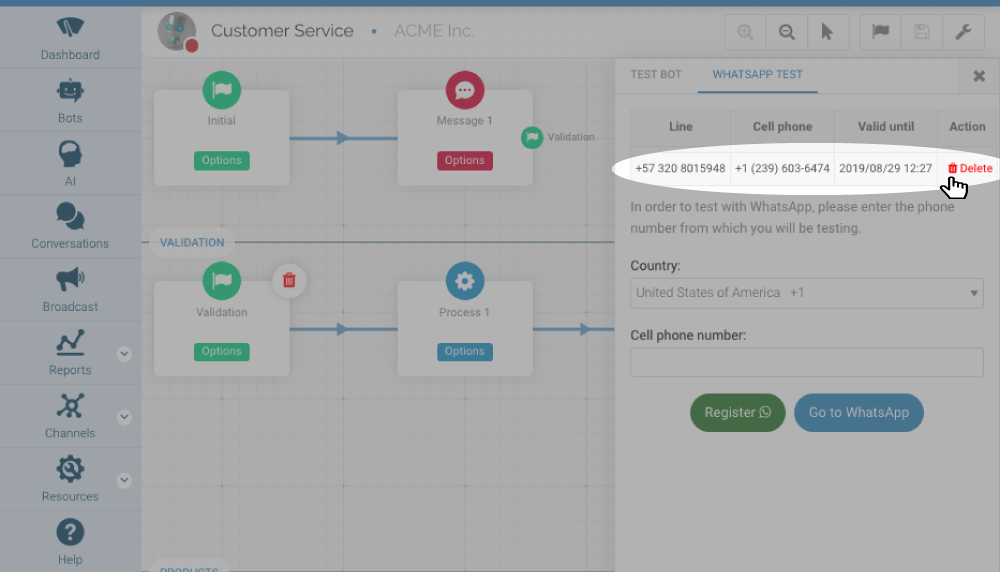 Customer Service • ACME Inc.
Dashboard
Bots
AI
Conversations
Broadcast
Reports
Channels
Resources
Help
Initial
Options
Message 1
Options
Validation
VALIDATION
Validation
Options
Process 1
Options
PRODUCTS
TEST BOT
WHATSAPP TEST
Line Cell phone Valid until Action
+57 320 8015948 +1 (239) 603-6474 2019/08/29 12:27 Delete
In order to test with WhatsApp, please enter the phone
number from which you will be testing.
Country:
United States of America +1
Cell phone number:
Register
Go to WhatsApp